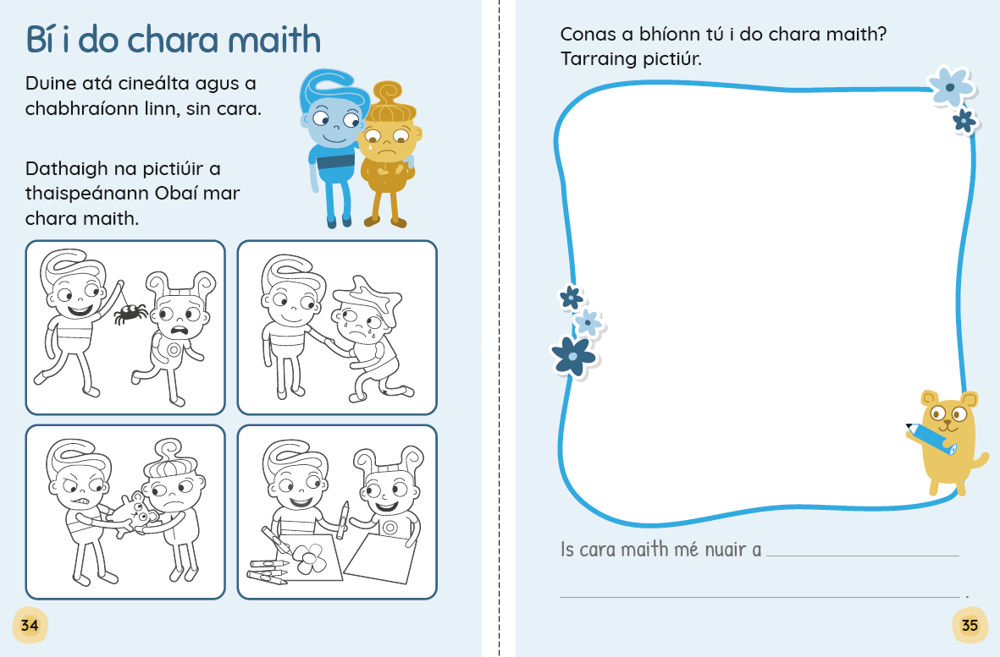 Bí i do chara maith
Duine atá cineálta agus a
chabhraíonn linn, sin cara.
Dathaigh na pictiúir a
thaispeánann Obaí mar
chara maith.
34
Conas a bhíonn tú i do chara maith?
Tarraing pictiúr.
Is cara maith mé nuair a
.
35